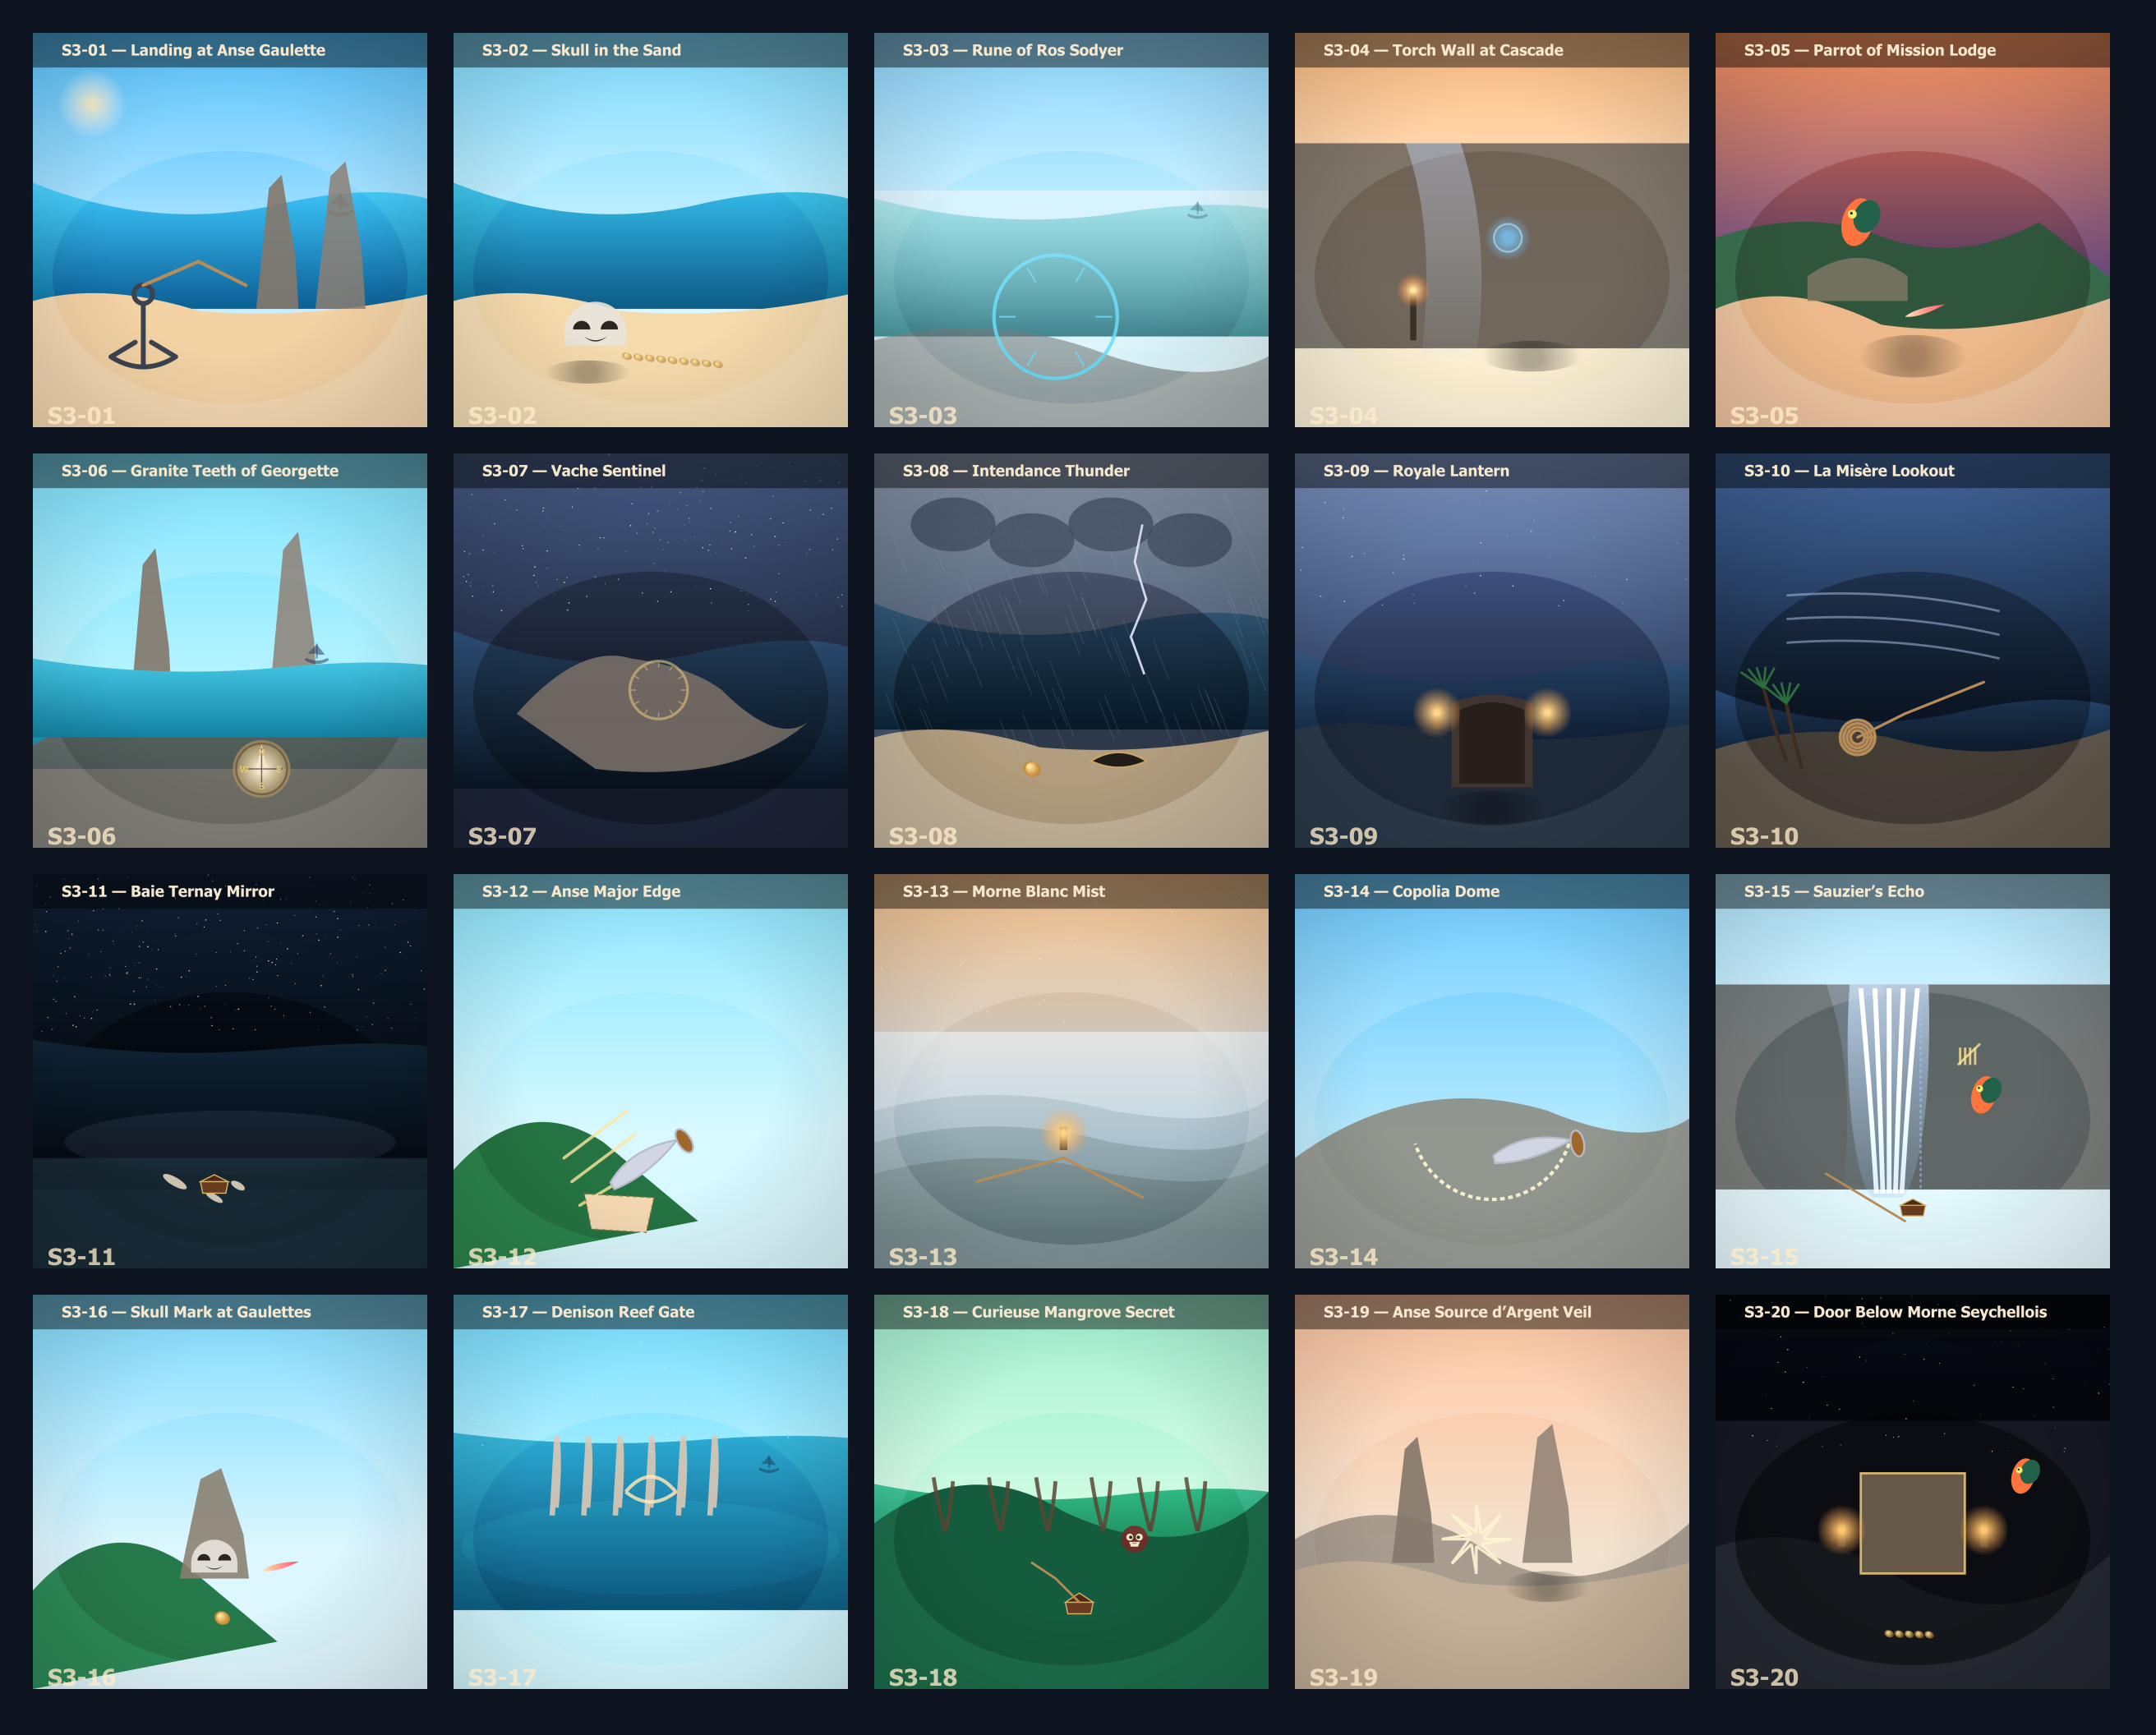 S3-01 — Landing at Anse Gaulette
S3-02 — Skull in the Sand
S3-03 — Rune of Ros Sodyer
S3-04 — Torch Wall at Cascade
S3-05 — Parrot of Mission Lodge
S3-01
S3-02
S3-03
S3-04
S3-05
S3-06 — Granite Teeth of Georgette
S3-07 — Vache Sentinel
S3-08 — Intendance Thunder
S3-09 — Royale Lantern
S3-10 — La Misère Lookout
S3-06
S3-07
S3-08
S3-09
S3-10
S3-11 — Baie Ternay Mirror
S3-12 — Anse Major Edge
S3-13 — Morne Blanc Mist
S3-14 — Copolia Dome
S3-15 — Sauzier’s Echo
S3-11
S3-12
S3-13
S3-14
S3-15
S3-16 — Skull Mark at Gaulettes
S3-17 — Denison Reef Gate
S3-18 — Curieuse Mangrove Secret
S3-19 — Anse Source d’Argent Veil
S3-20 — Door Below Morne Seychellois
S3-16
S3-17
S3-18
S3-19
S3-20